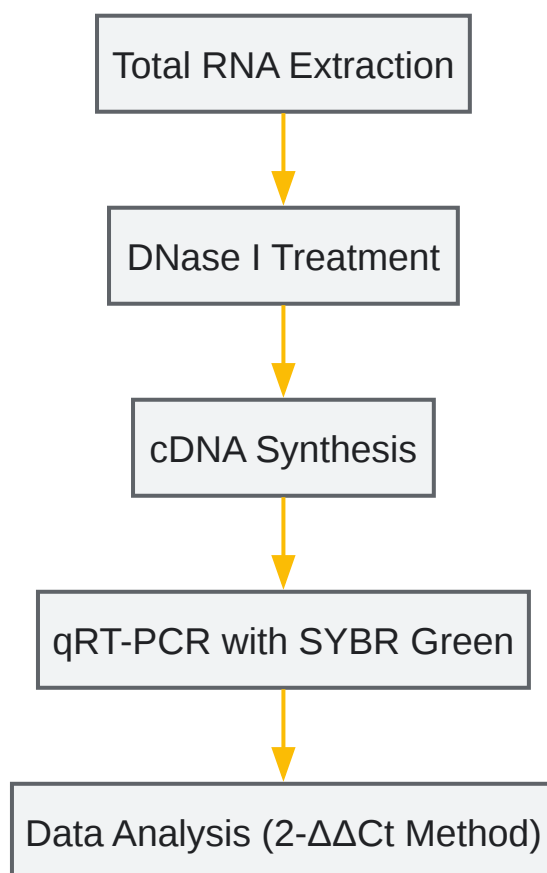 Total RNA Extraction
DNase I Treatment
cDNA Synthesis
qRT-PCR with SYBR Green
Data Analysis (2-ΔΔCt Method)